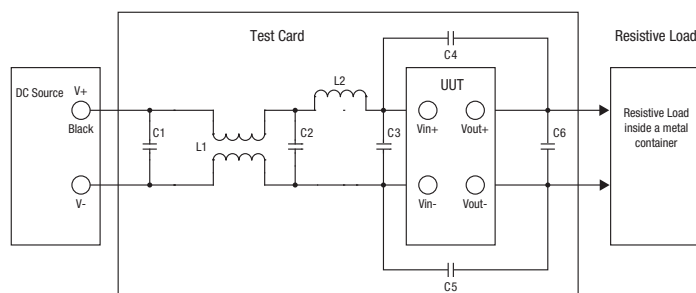 Test Card
Resistive Load
C4
DC Source
V+
L2
UUT
Black
C1
L1
C2
C3
Vin+
Vout+
C6
Resistive Load
inside a metal
container
V-
Vin-
Vout-
C5